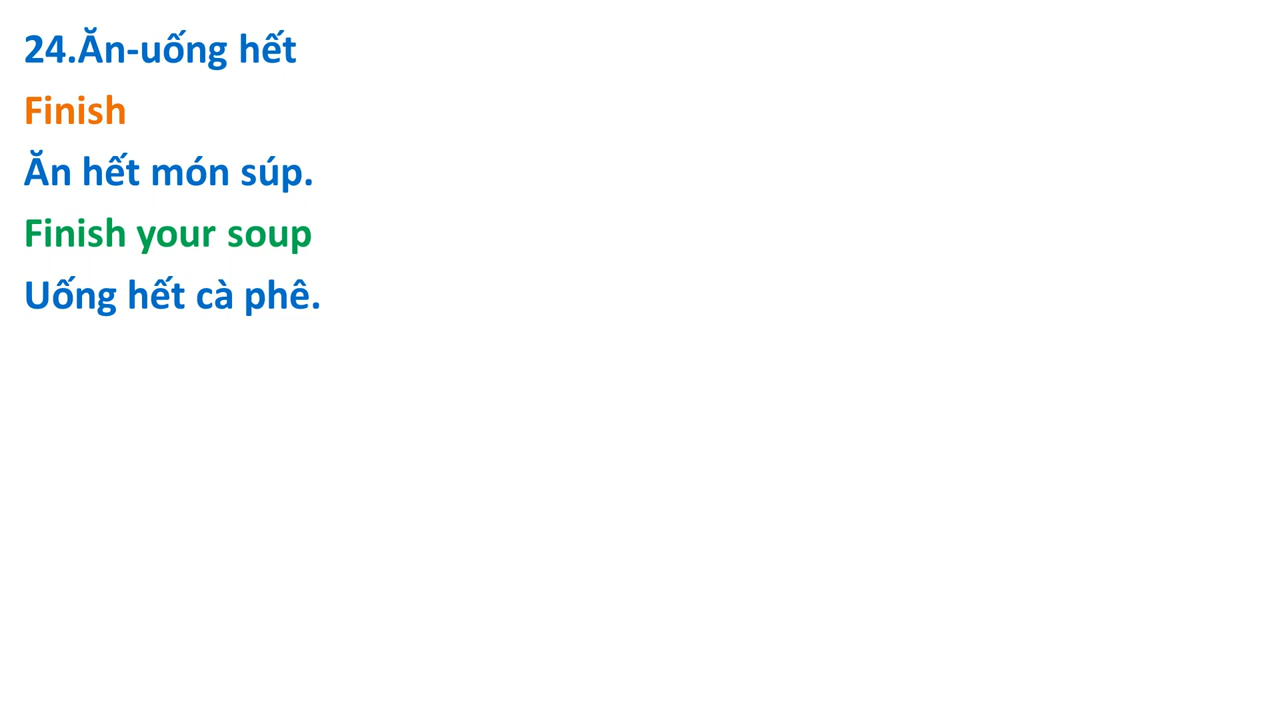 24.Ăn-uống hết
Finish
Ăn hết món súp.
Finish your soup
Uống hết cà phê.